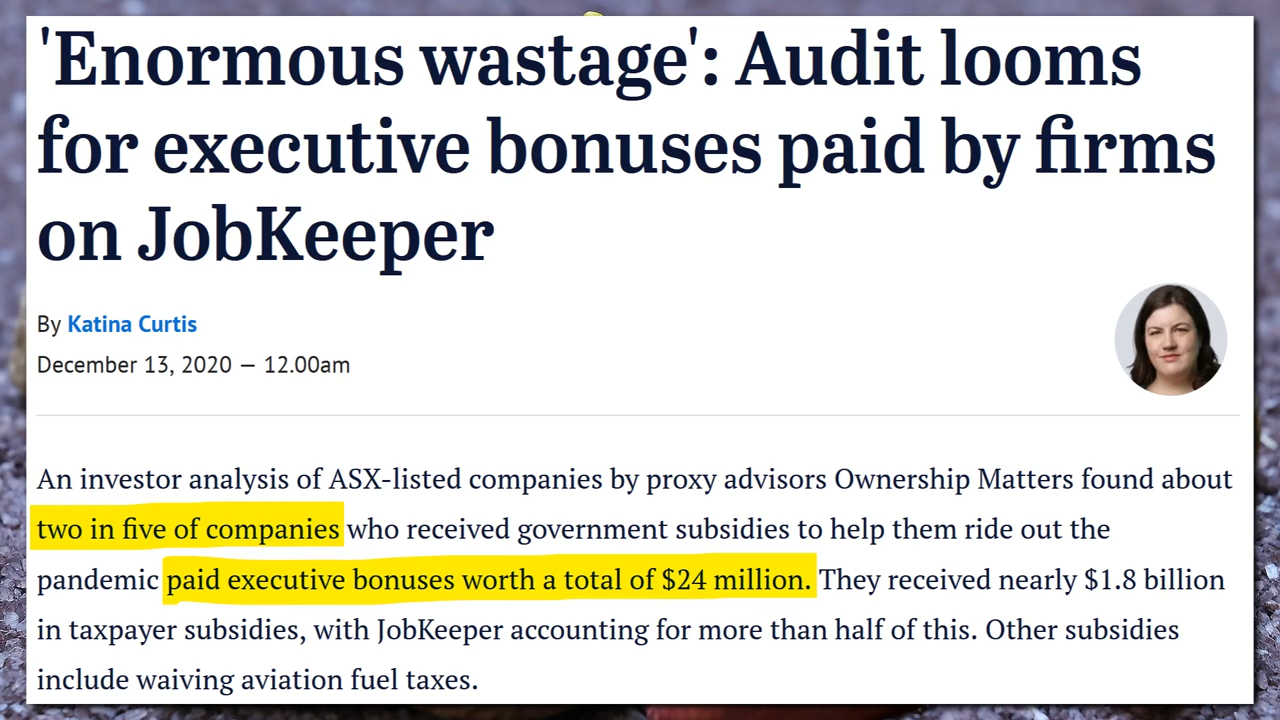 'Enormous wastage': Audit looms
for executive bonuses paid by firms
on JobKeeper
By Katina Curtis
December 13, 2020 — 12.00am
An investor analysis of ASX-listed companies by proxy advisors Ownership Matters found about
two in five of companies who received government subsidies to help them ride out the
pandemic paid executive bonuses worth a total of $24 million. They received nearly $1.8 billion
in taxpayer subsidies, with JobKeeper accounting for more than half of this. Other subsidies
include waiving aviation fuel taxes.